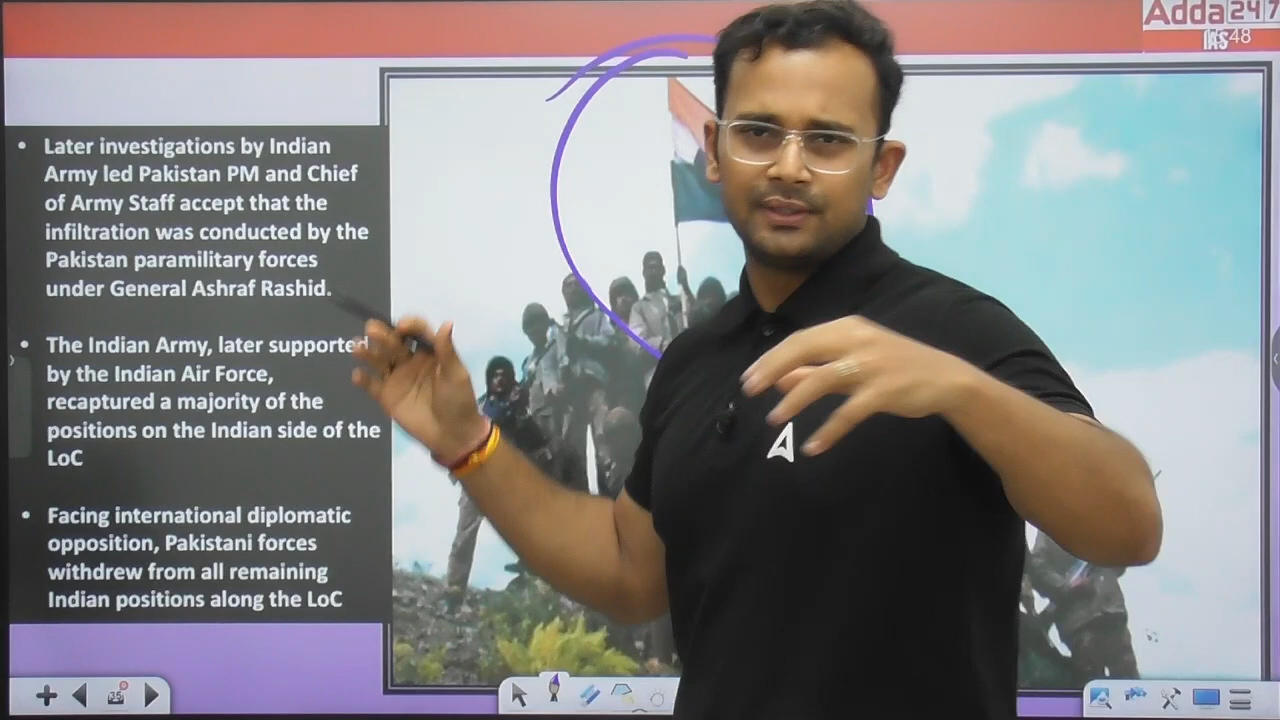 Adda247
IAS
:48
Later investigations by Indian
Army led Pakistan PM and Chief
of Army Staff accept that the
infiltration was conducted by the
Pakistan paramilitary forces
under General Ashraf Rashid.
The Indian Army, later supported
by the Indian Air Force,
recaptured a majority of the
positions on the Indian side of the
LoC
Facing international diplomatic
opposition, Pakistani forces
withdrew from all remaining
Indian positions along the LoC
35